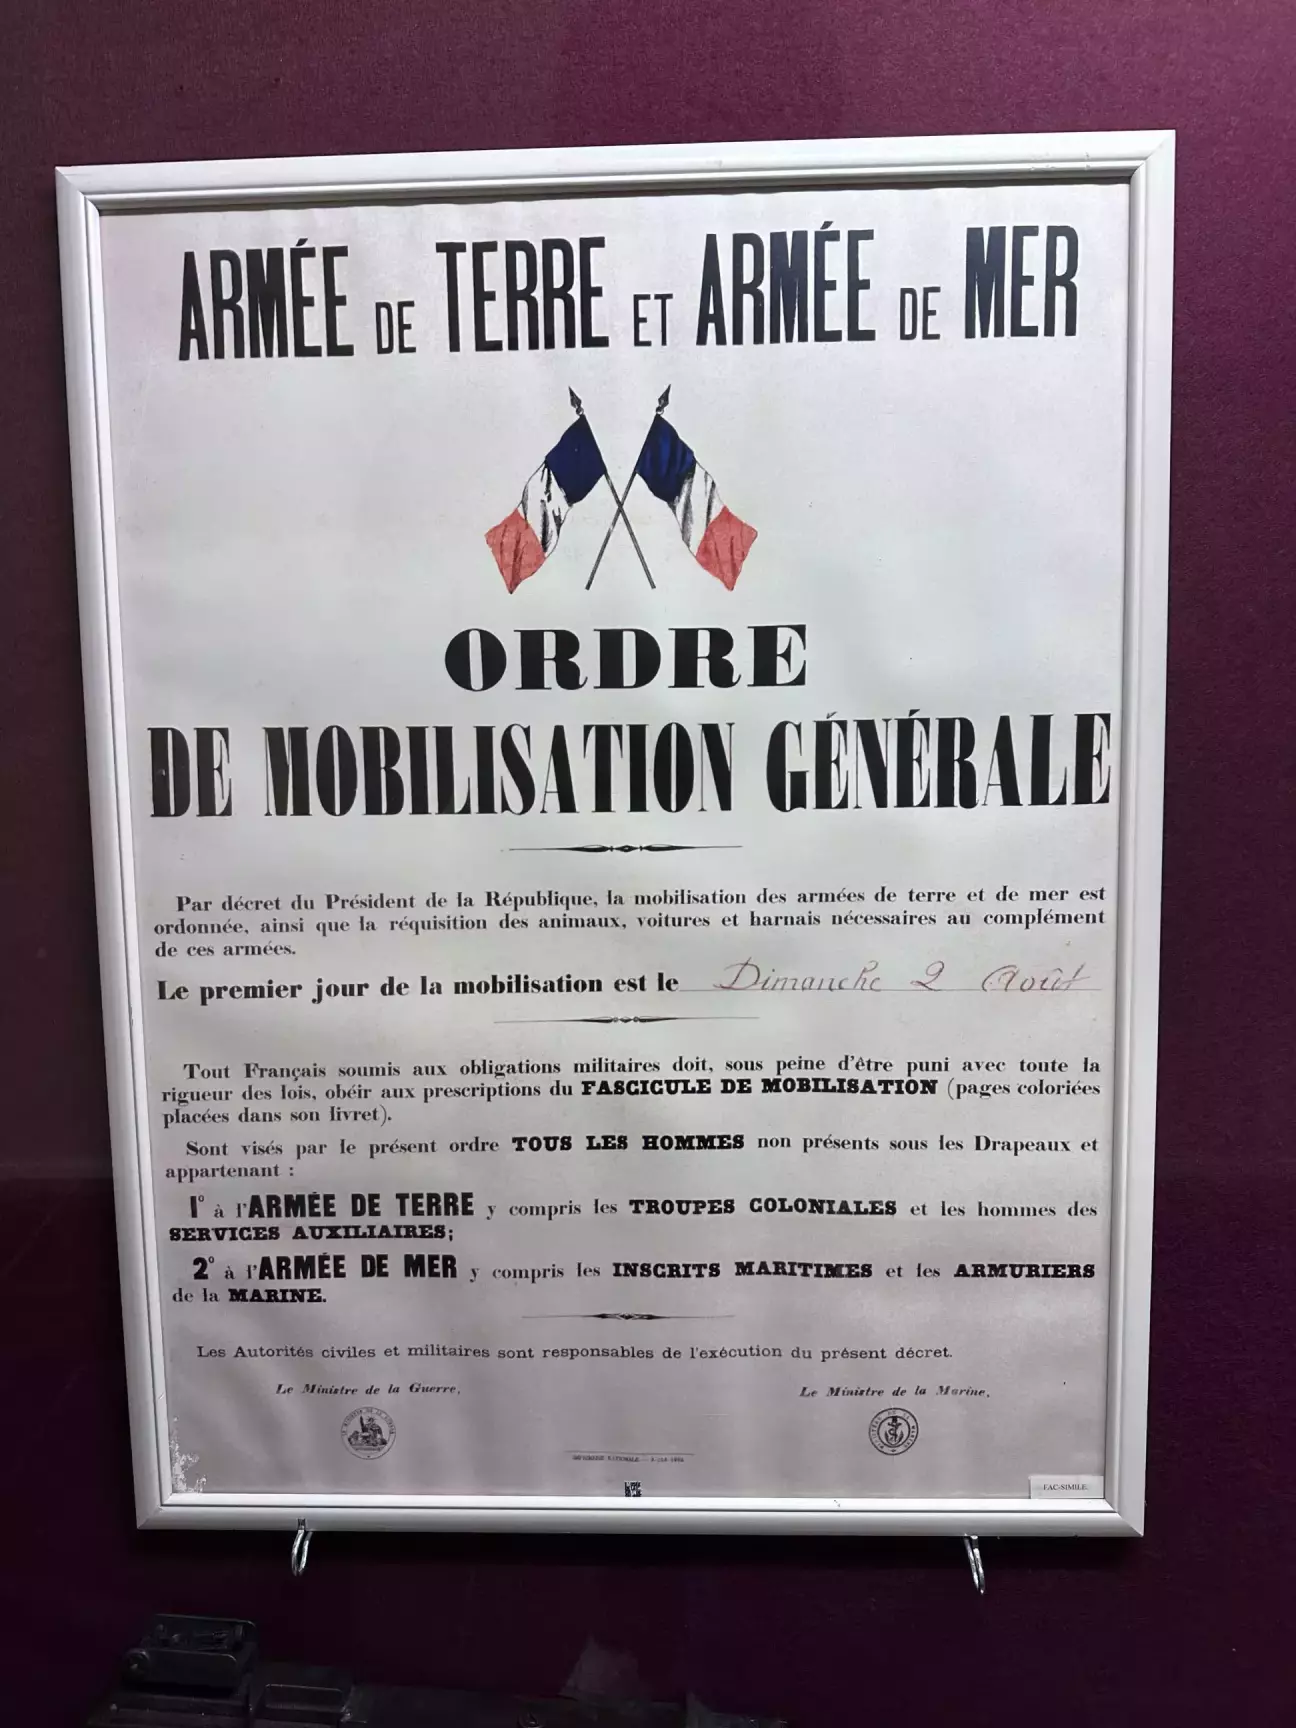 ARMÉE DE TERRE ET ARMÉE DE MER
ORDRE
DE MOBILISATION GÉNÉRALE
Par décret du Président de la République, la mobilisation des armées de terre et de mer est
ordonnée, ainsi que la réquisition des animaux, voitures et harnais nécessaires au complément
de ces armées.
Le premier jour de la mobilisation est le Dimanche 2 Août
Tout Français soumis aux obligations militaires doit, sous peine d'être puni avec toute la
rigueur des lois, obéir aux prescriptions du FASCICULE DE MOBILISATION (pages coloriées
placées dans son livret).
Sont visés par le présent ordre TOUS LES HOMMES non présents sous les Drapeaux et
appartenant :
1° à l'ARMÉE DE TERRE y compris les TROUPES COLONIALES et les hommes des
SERVICES AUXILIAIRES;
2° à l'ARMÉE DE MER y compris les INSCRITS MARITIMES et les ARMURIERS
de la MARINE.
Les Autorités civiles et militaires sont responsables de l'exécution du présent décret.
Le Ministre de la Guerre,
Le Ministre de la Marine,
IMPRIMERIE NATIONALE
FAC-SIMILE